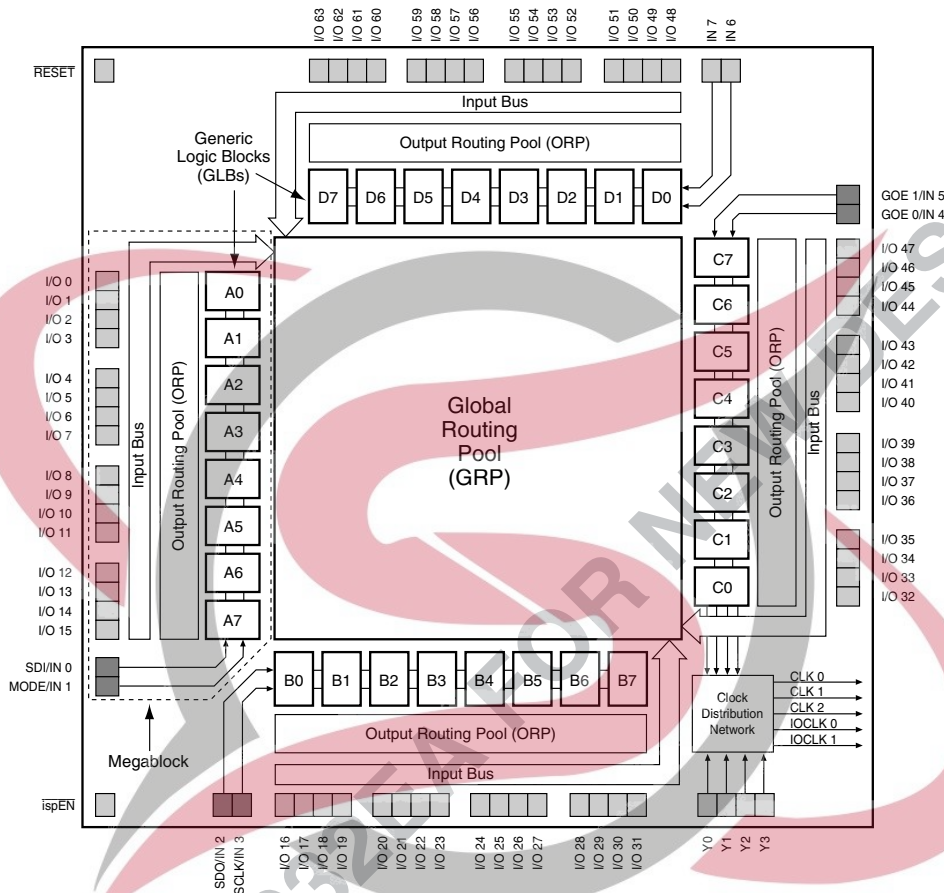 I/O 63
I/O 62
I/O 61
I/O 60
I/O 59
I/O 58
I/O 57
I/O 56
I/O 55
I/O 54
I/O 53
I/O 52
I/O 51
I/O 50
I/O 49
I/O 48
IN 7
IN 6
RESET
Input Bus
Output Routing Pool (ORP)
Generic
Logic Blocks
(GLBs)
D7
D6
D5
D4
D3
D2
D1
D0
GOE 1/IN 5
GOE 0/IN 4
I/O 0
I/O 1
I/O 2
I/O 3
I/O 4
I/O 5
I/O 6
I/O 7
I/O 8
I/O 9
I/O 10
I/O 11
I/O 12
I/O 13
I/O 14
I/O 15
SDI/IN 0
MODE/IN 1
Input Bus
Output Routing Pool (ORP)
A0
A1
A2
A3
A4
A5
A6
A7
Global
Routing
Pool
(GRP)
C7
C6
C5
C4
C3
C2
C1
C0
Output Routing Pool (ORP)
Input Bus
I/O 47
I/O 46
I/O 45
I/O 44
I/O 43
I/O 42
I/O 41
I/O 40
I/O 39
I/O 38
I/O 37
I/O 36
I/O 35
I/O 34
I/O 33
I/O 32
B0
B1
B2
B3
B4
B5
B6
B7
Output Routing Pool (ORP)
Input Bus
Megablock
Clock
Distribution
Network
CLK 0
CLK 1
CLK 2
IOCLK 0
IOCLK 1
ispEN
SDO/IN 2
SCLK/IN 3
I/O 16
I/O 17
I/O 18
I/O 19
I/O 20
I/O 21
I/O 22
I/O 23
I/O 24
I/O 25
I/O 26
I/O 27
I/O 28
I/O 29
I/O 30
I/O 31
Y0
Y1
Y2
Y3
32EA FOR NEW DES